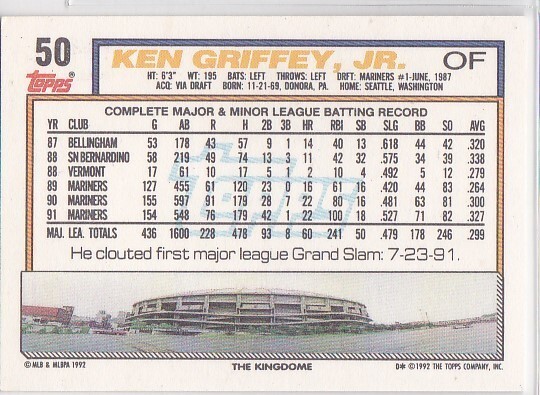 50
Topps®
KEN GRIFFEY, JR. OF
HT: 6'3" WT: 195 BATS: LEFT THROWS: LEFT DRFT: MARINERS #1-JUNE, 1987
ACQ: VIA DRAFT BORN: 11-21-69, DONORA, PA. HOME: SEATTLE, WASHINGTON
COMPLETE MAJOR & MINOR LEAGUE BATTING RECORD
YR CLUB G AB R H 2B 3B HR RBI SB SLG BB SO AVG
87 BELLINGHAM 53 178 43 57 9 1 14 40 13 .618 44 42 .320
88 SN BERNARDINO 58 219 49 74 13 3 11 42 32 .575 34 39 .338
88 VERMONT 17 61 10 17 5 1 2 10 4 .492 5 12 .279
89 MARINERS 127 455 61 120 23 0 16 61 16 .420 44 83 .264
90 MARINERS 155 597 91 179 28 7 22 80 16 .481 63 81 .300
91 MARINERS 154 548 76 179 42 1 22 100 18 .527 71 82 .327
MAJ. LEA. TOTALS 436 1600 228 478 93 8 60 241 50 .479 178 246 .299
He clouted first major league Grand Slam: 7-23-91.
© MLB & MLBPA 1992 THE KINGDOME D* ©1992 THE TOPPS COMPANY, INC.